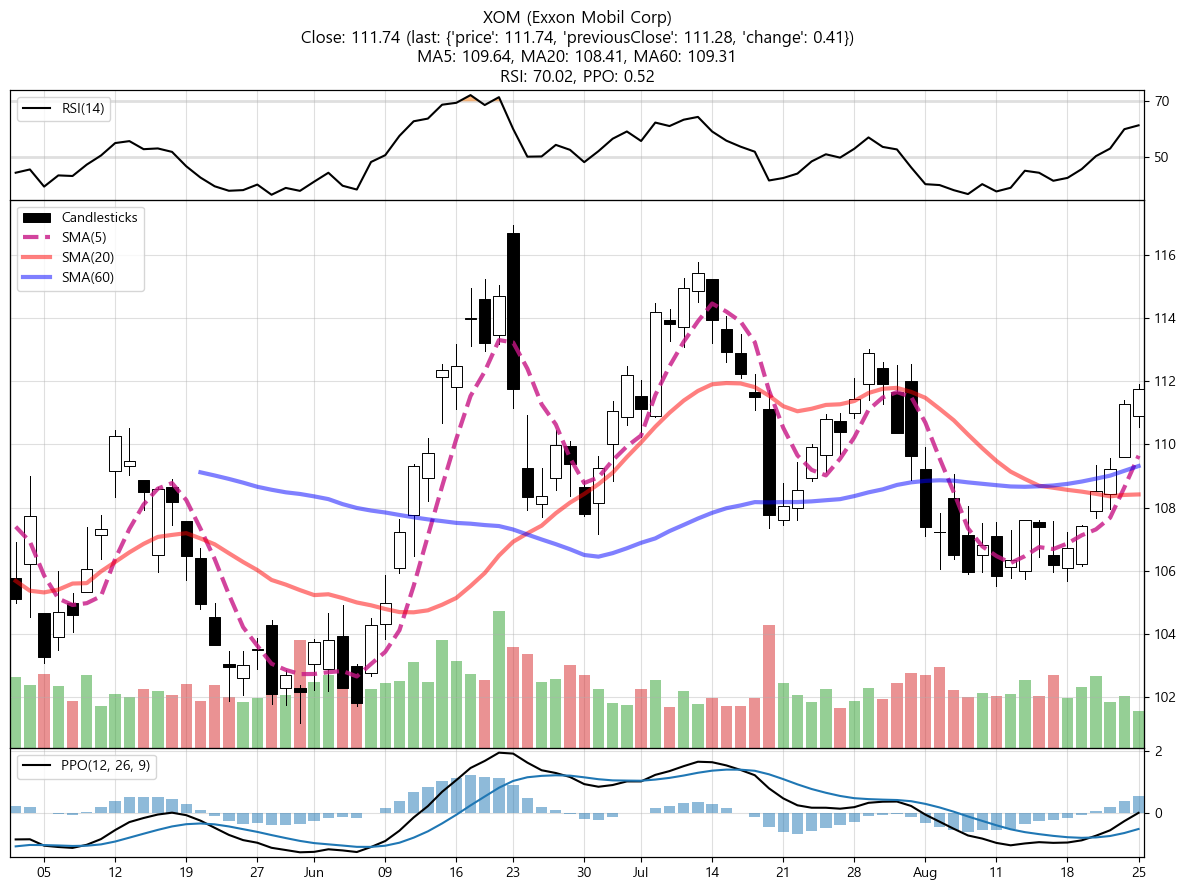 XOM (Exxon Mobil Corp)
Close: 111.74 (last: {'price': 111.74, 'previousClose': 111.28, 'change': 0.41})
MA5: 109.64, MA20: 108.41, MA60: 109.31
RSI: 70.02, PPO: 0.52
RSI(14)
70
50
Candlesticks
SMA(5)
SMA(20)
SMA(60)
116
114
112
110
108
106
104
102
PPO(12, 26, 9)
2
0
05 12 19 27 Jun 09 16 23 30 Jul 14 21 28 Aug 11 18 25